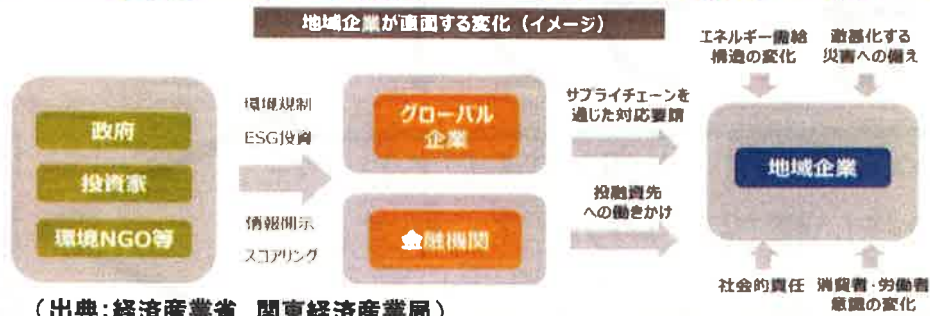 地域企業が直面する変化（イメージ）
エネルギー需給
構造の変化
激甚化する
災害への備え
政府
投資家
環境NGO等
環境規制
ESG投資
情報開示
スコアリング
グローバル
企業
金融機関
サプライチェーンを
通じた対応要請
投融資先
への働きかけ
地域企業
社会的責任
消費者・労働者
意識の変化
（出典：経済産業省 関東経済産業局）